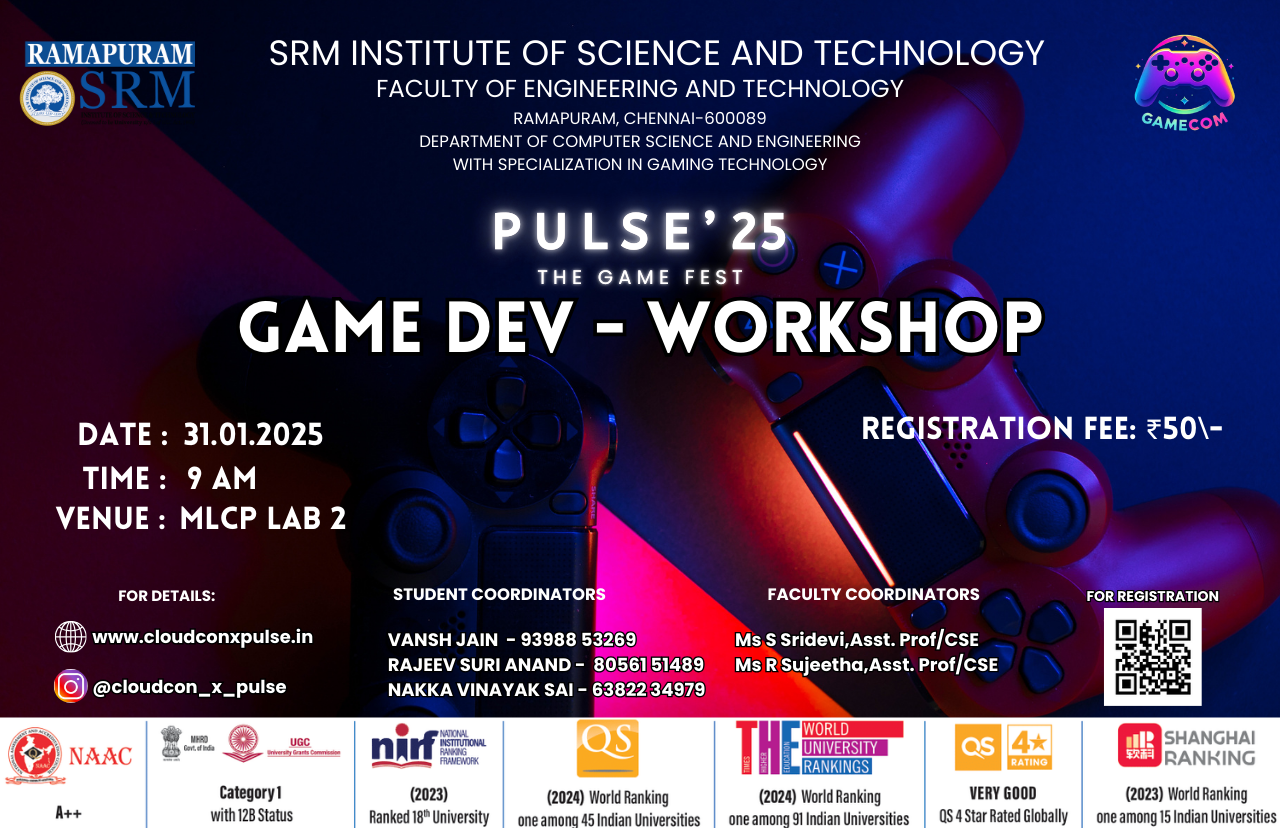 RAMAPURAM
SRM
SRM INSTITUTE OF SCIENCE AND TECHNOLOGY
FACULTY OF ENGINEERING AND TECHNOLOGY
RAMAPURAM, CHENNAI-600089
DEPARTMENT OF COMPUTER SCIENCE AND ENGINEERING
WITH SPECIALIZATION IN GAMING TECHNOLOGY
GAMECOM
PULSE’25
THE GAME FEST
GAME DEV - WORKSHOP
DATE : 31.01.2025
TIME : 9 AM
VENUE : MLCP LAB 2
REGISTRATION FEE: ₹50\-
FOR DETAILS:
www.cloudconxpulse.in
@cloudcon_x_pulse
STUDENT COORDINATORS
VANSH JAIN - 93988 53269
RAJEEV SURI ANAND - 80561 51489
NAKKA VINAYAK SAI - 63822 34979
FACULTY COORDINATORS
Ms S Sridevi,Asst. Prof/CSE
Ms R Sujeetha,Asst. Prof/CSE
FOR REGISTRATION
NAAC
A++
MHRD
Govt. of India
UGC
University Grants Commission
Category 1
with 12B Status
nirf
NATIONAL
INSTITUTIONAL
RANKING
FRAMEWORK
(2023)
Ranked 18th University
QS
(2024) World Ranking
one among 45 Indian Universities
THE
TIMES
HIGHER
EDUCATION
WORLD
UNIVERSITY
RANKINGS
(2024) World Ranking
one among 91 Indian Universities
QS
4★
RATING
VERY GOOD
QS 4 Star Rated Globally
软科
SHANGHAI
RANKING
(2023) World Ranking
one among 15 Indian Universities